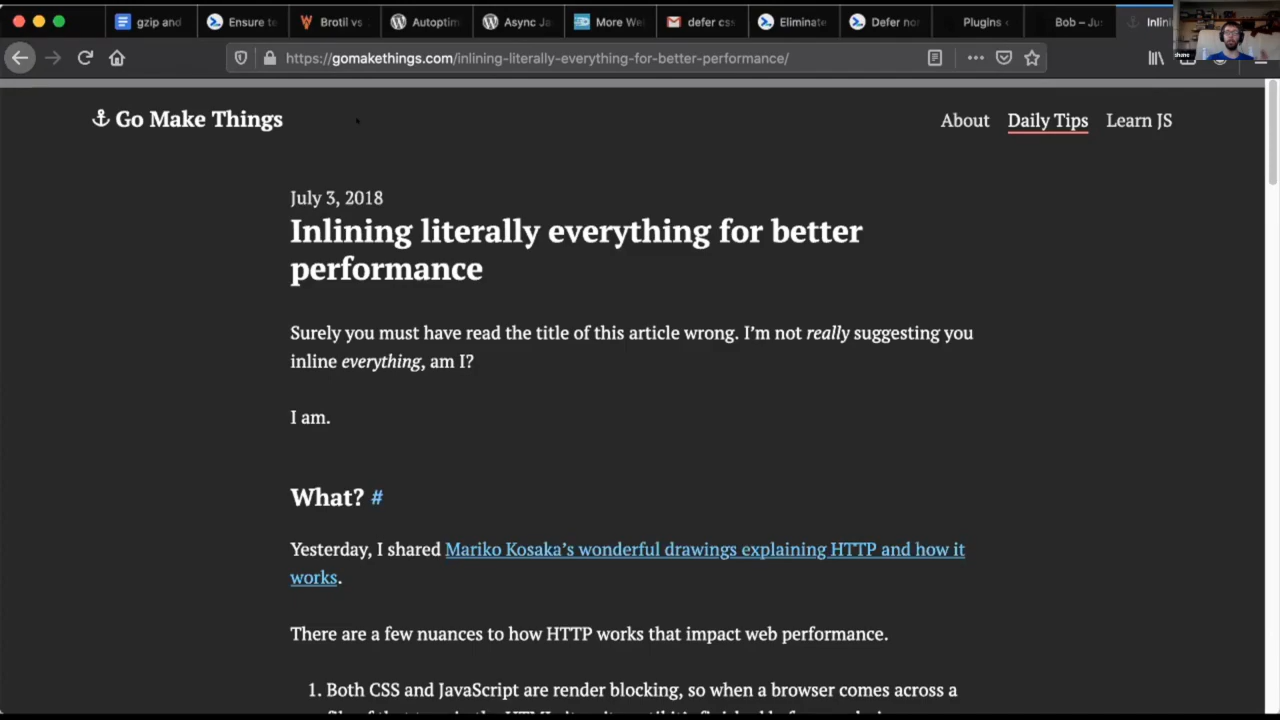 gzip and
Ensure te
Brotil vs
Autoptim
Async Ja
More We
defer css
Eliminate
Defer nor
Plugins
Bob – Jus
Inlini
https://gomakethings.com/inlining-literally-everything-for-better-performance/
shane
Go Make Things
About
Daily Tips
Learn JS
July 3, 2018
Inlining literally everything for better
performance
Surely you must have read the title of this article wrong. I’m not really suggesting you
inline everything, am I?
I am.
What? #
Yesterday, I shared Mariko Kosaka’s wonderful drawings explaining HTTP and how it
works.
There are a few nuances to how HTTP works that impact web performance.
1. Both CSS and JavaScript are render blocking, so when a browser comes across a